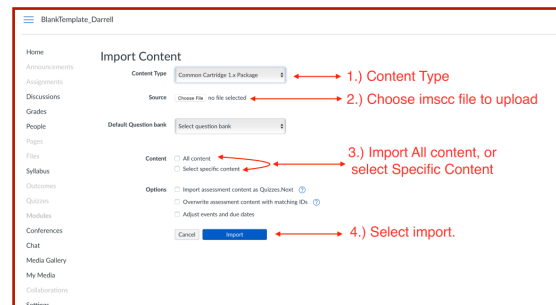 BlankTemplate_Darrell
Home
Announcements
Assignments
Discussions
Grades
People
Pages
Files
Syllabus
Outcomes
Quizzes
Modules
Conferences
Chat
Media Gallery
My Media
Collaborations
Settings
Import Content
Content Type Common Cartridge 1.x Package
1.) Content Type
Source Choose File no file selected
2.) Choose imscc file to upload
Default Question bank Select question bank
Content All content
Select specific content
3.) Import All content, or
select Specific Content
Options Import assessment content as Quizzes.Next ?
Overwrite assessment content with matching IDs ?
Adjust events and due dates
Cancel Import
4.) Select import.